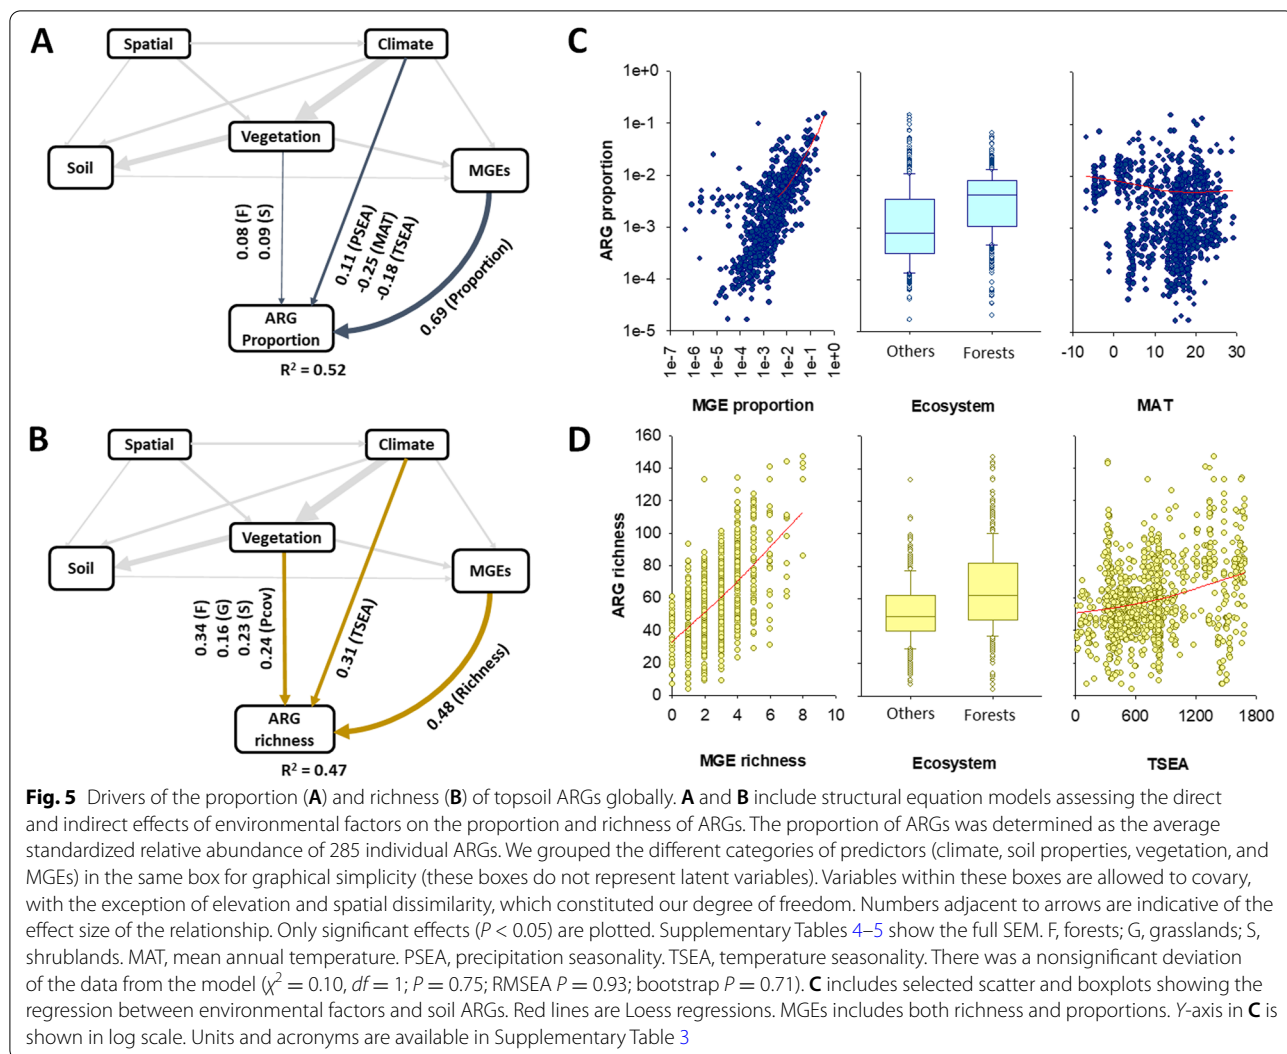 A
Spatial
Climate
Vegetation
Soil
MGEs
0.08 (F)
0.09 (S)
0.11 (PSEA)
-0.25 (MAT)
-0.18 (TSEA)
0.69 (Proportion)
ARG
Proportion
R² = 0.52
B
Spatial
Climate
Vegetation
Soil
MGEs
0.34 (F)
0.16 (G)
0.23 (S)
0.24 (Pcov)
0.31 (TSEA)
0.48 (Richness)
ARG
richness
R² = 0.47
C
ARG proportion
1e+0
1e-1
1e-2
1e-3
1e-4
1e-5
1e-7
1e-6
1e-5
1e-4
1e-3
1e-2
1e-1
1e+0
MGE proportion
Others Forests
Ecosystem
-10 0 10 20 30
MAT
D
ARG richness
160
140
120
100
80
60
40
20
0
0 2 4 6 8 10
MGE richness
Others Forests
Ecosystem
0 600 1200 1800
TSEA
Fig. 5 Drivers of the proportion (A) and richness (B) of topsoil ARGs globally. A and B include structural equation models assessing the direct
and indirect effects of environmental factors on the proportion and richness of ARGs. The proportion of ARGs was determined as the average
standardized relative abundance of 285 individual ARGs. We grouped the different categories of predictors (climate, soil properties, vegetation, and
MGEs) in the same box for graphical simplicity (these boxes do not represent latent variables). Variables within these boxes are allowed to covary,
with the exception of elevation and spatial dissimilarity, which constituted our degree of freedom. Numbers adjacent to arrows are indicative of the
effect size of the relationship. Only significant effects (P < 0.05) are plotted. Supplementary Tables 4–5 show the full SEM. F, forests; G, grasslands; S,
shrublands. MAT, mean annual temperature. PSEA, precipitation seasonality. TSEA, temperature seasonality. There was a nonsignificant deviation
of the data from the model (χ² = 0.10, df = 1; P = 0.75; RMSEA P = 0.93; bootstrap P = 0.71). C includes selected scatter and boxplots showing the
regression between environmental factors and soil ARGs. Red lines are Loess regressions. MGEs includes both richness and proportions. Y-axis in C is
shown in log scale. Units and acronyms are available in Supplementary Table 3